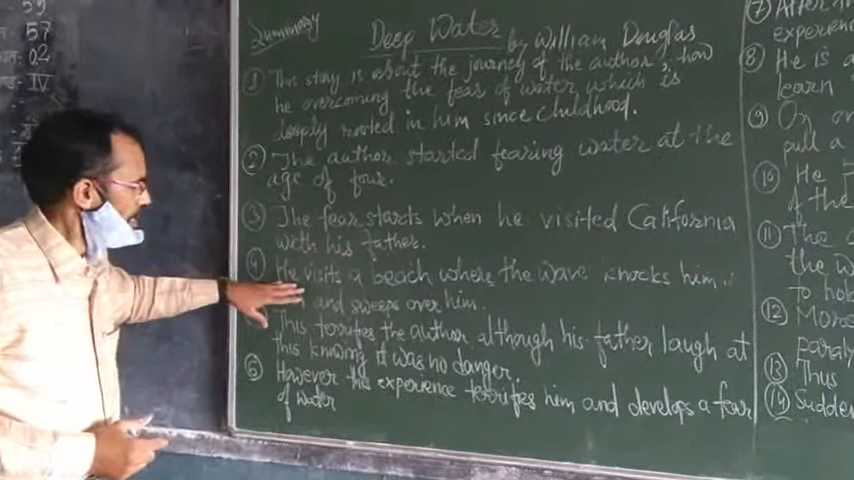 59
57
02
IV
Summary
Deep Water by William Douglas
① This story is about the journey of the author, how
he overcoming the fear of water which is
deeply rooted in him since childhood.
② The author started fearing water at the
age of four.
③ The fear starts when he visited California
with his father.
④ He visits a beach where the wave knocks him
and sweeps over him.
This terrifies the author although his father laugh at
this knowing it was no danger.
⑥ However this experience terrifies him and develops a fear
of water
⑦ After
experience
⑧ He is a
learn
⑨ On
pull a
⑩ He
of the
⑪ The
the w
to
⑫ More
paraly
⑬ Thus
⑭ Sudden